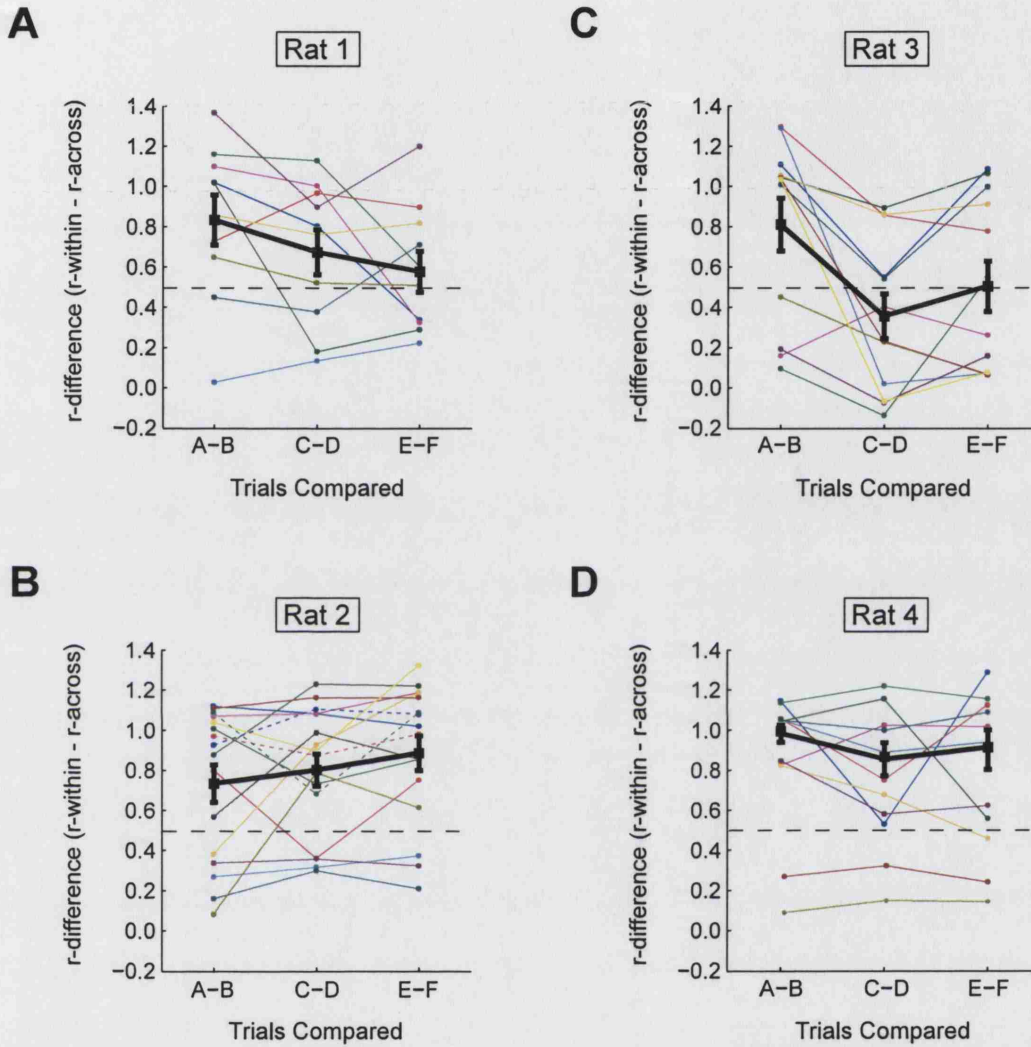 A
Rat 1
r-difference (r-within - r-across)
1.4
1.2
1.0
0.8
0.6
0.4
0.2
0.0
−0.2
A−B
C−D
E−F
Trials Compared
C
Rat 3
r-difference (r-within - r-across)
1.4
1.2
1.0
0.8
0.6
0.4
0.2
0.0
−0.2
A−B
C−D
E−F
Trials Compared
B
Rat 2
r-difference (r-within - r-across)
1.4
1.2
1.0
0.8
0.6
0.4
0.2
0.0
−0.2
A−B
C−D
E−F
Trials Compared
D
Rat 4
r-difference (r-within - r-across)
1.4
1.2
1.0
0.8
0.6
0.4
0.2
0.0
−0.2
A−B
C−D
E−F
Trials Compared